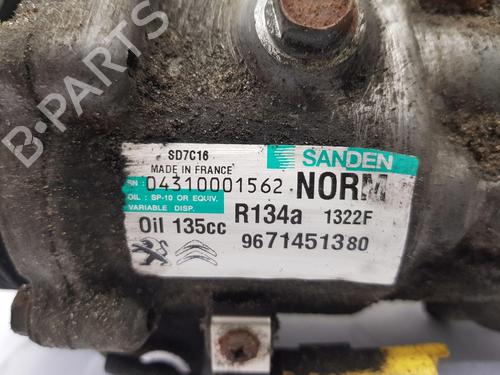 B-PARTS
SD7C16
MADE IN FRANCE
SANDEN
SN : 04310001562 NORM
OIL : SP-10 OR EQUIV.
VARIABLE DISP.
R134a 1322F
Oil 135cc 9671451380